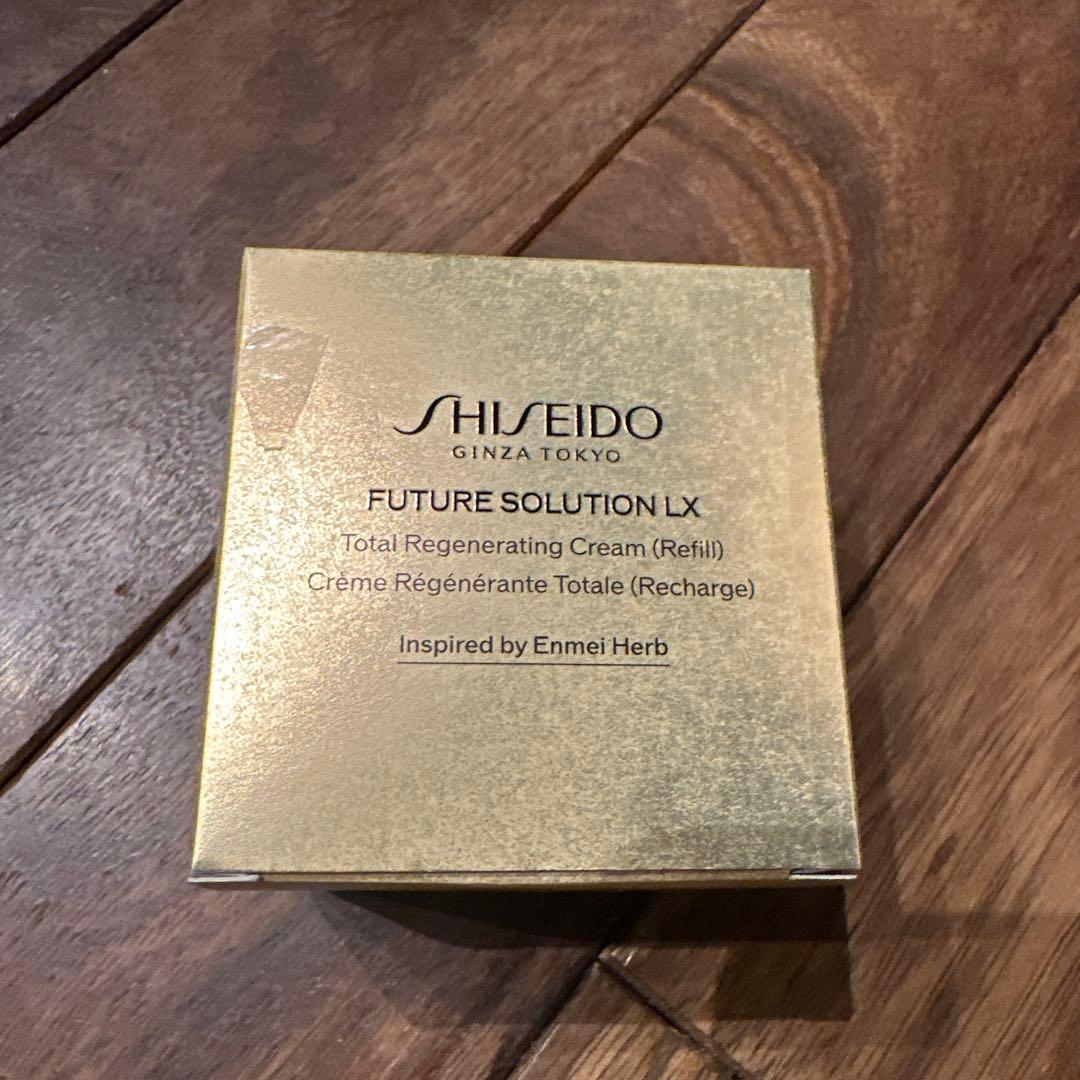 SHISEIDO
GINZA TOKYO
FUTURE SOLUTION LX
Total Regenerating Cream (Refill)
Crème Régénérante Totale (Recharge)
Inspired by Enmei Herb